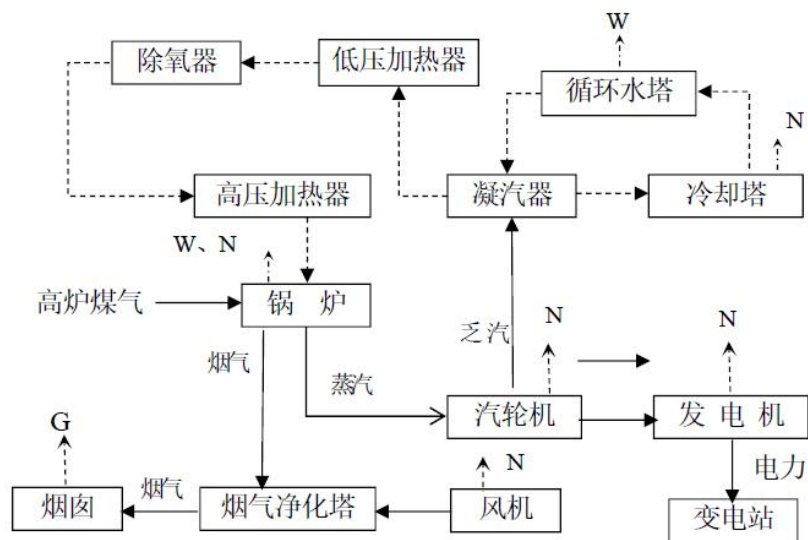 W
除氧器
低压加热器
循环水塔
N
高压加热器
凝汽器
冷却塔
W、N
高炉煤气
锅 炉
乏 汽
N
N
烟气
蒸汽
汽轮机
发 电 机
G
N
电力
烟气
烟囱
烟气净化塔
风机
变电站